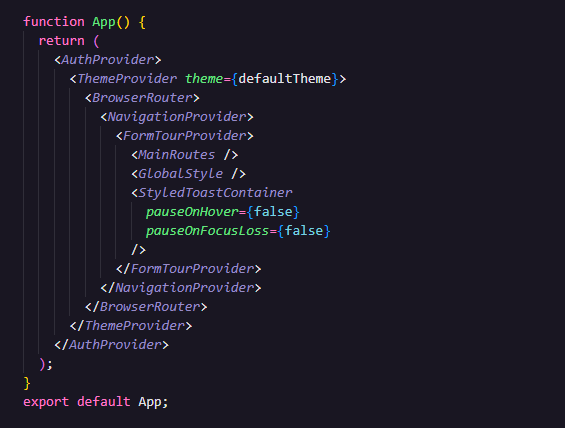 function App() {
  return (
    <AuthProvider>
      <ThemeProvider theme={defaultTheme}>
        <BrowserRouter>
          <NavigationProvider>
            <FormTourProvider>
              <MainRoutes />
              <GlobalStyle />
              <StyledToastContainer
                pauseOnHover={false}
                pauseOnFocusLoss={false}
              />
            </FormTourProvider>
          </NavigationProvider>
        </BrowserRouter>
      </ThemeProvider>
    </AuthProvider>
  );
}
export default App;